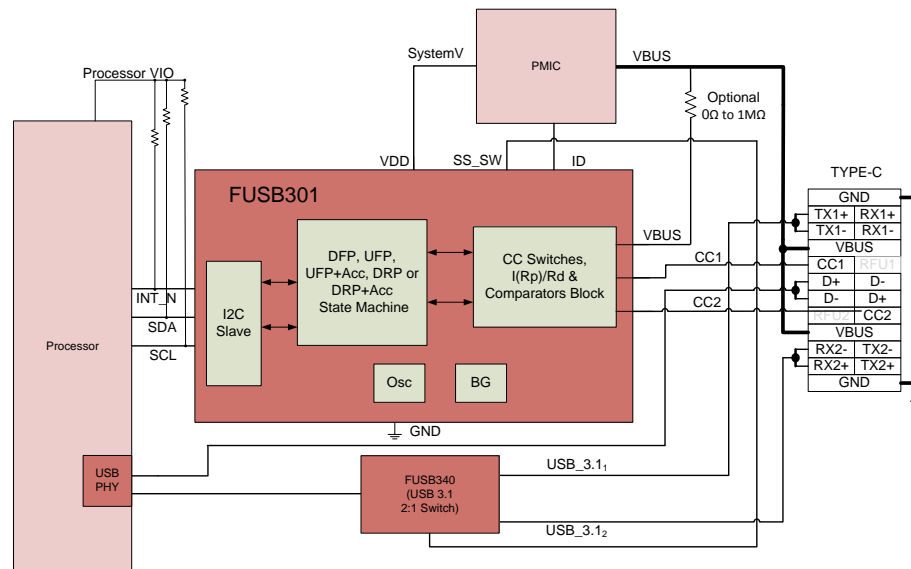 PMIC
SystemV
VBUS
Processor VIO
Optional
0Ω to 1MΩ
VDD
SS_SW
ID
TYPE-C
FUSB301
GND
TX1+ RX1+
TX1- RX1-
VBUS
CC1 RFU1
D+ D-
D- D+
RFU2 CC2
VBUS
RX2- TX2-
RX2+ TX2+
GND
DFP, UFP,
UFP+Acc, DRP or
DRP+Acc
State Machine
CC Switches,
I(Rp)/Rd &
Comparators Block
VBUS
CC1
CC2
I2C
Slave
INT_N
SDA
SCL
Processor
Osc
BG
GND
USB
PHY
FUSB340
(USB 3.1
2:1 Switch)
USB_3.1₁
USB_3.1₂